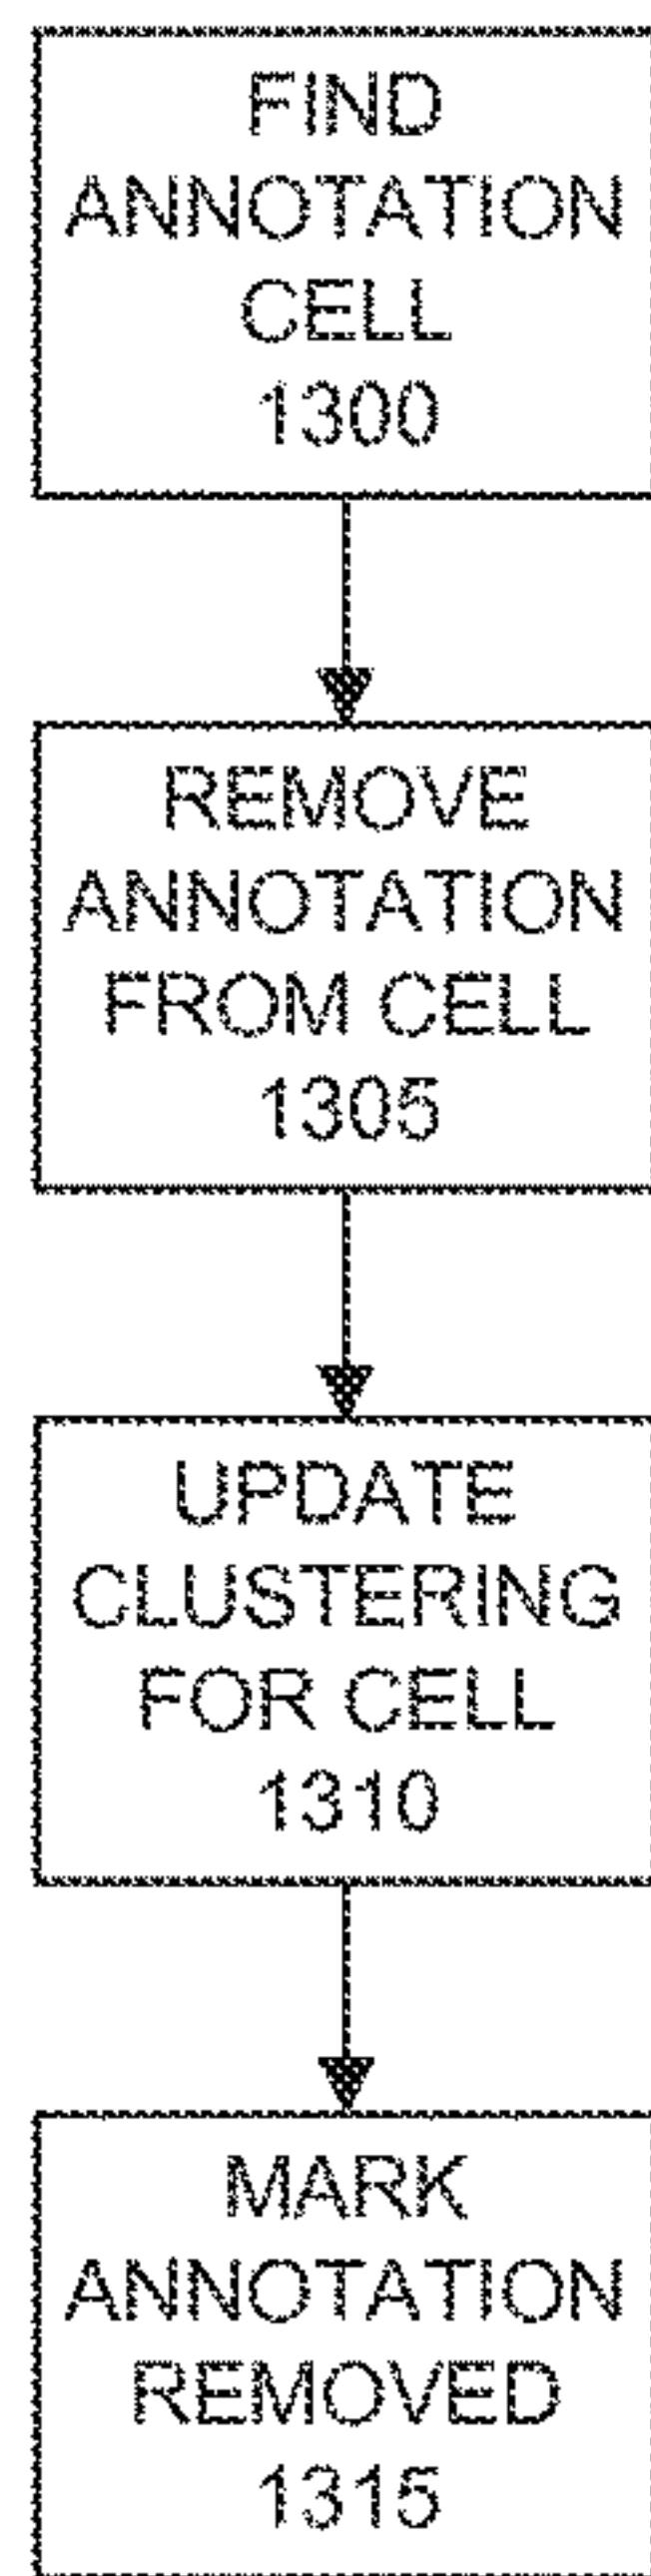 FIND
ANNOTATION
CELL
1300
REMOVE
ANNOTATION
FROM CELL
1305
UPDATE
CLUSTERING
FOR CELL
1310
MARK
ANNOTATION
REMOVED
1315